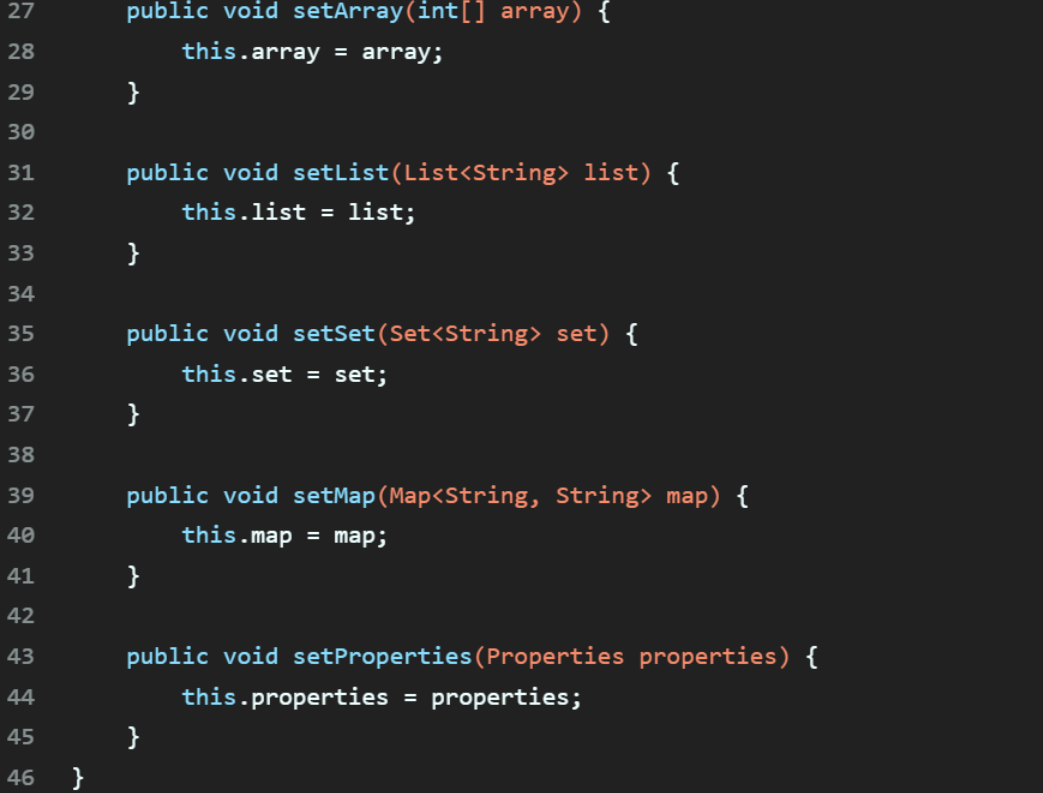 27 public void setArray(int[] array) {
28 this.array = array;
29 }
30
31 public void setList(List<String> list) {
32 this.list = list;
33 }
34
35 public void setSet(Set<String> set) {
36 this.set = set;
37 }
38
39 public void setMap(Map<String, String> map) {
40 this.map = map;
41 }
42
43 public void setProperties(Properties properties) {
44 this.properties = properties;
45 }
46 }